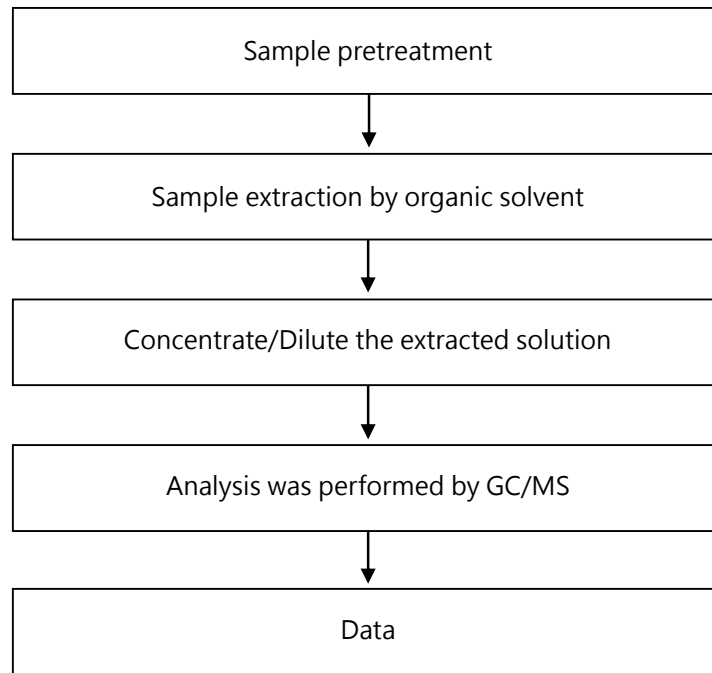 Sample pretreatment
Sample extraction by organic solvent
Concentrate/Dilute the extracted solution
Analysis was performed by GC/MS
Data